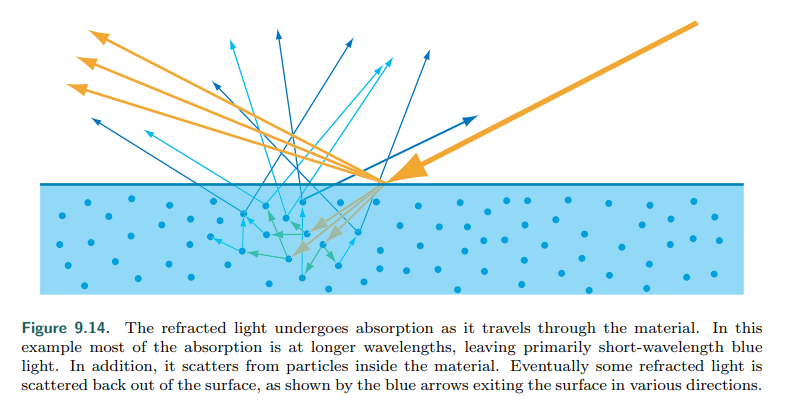 Figure 9.14. The refracted light undergoes absorption as it travels through the material. In this
example most of the absorption is at longer wavelengths, leaving primarily short-wavelength blue
light. In addition, it scatters from particles inside the material. Eventually some refracted light is
scattered back out of the surface, as shown by the blue arrows exiting the surface in various directions.